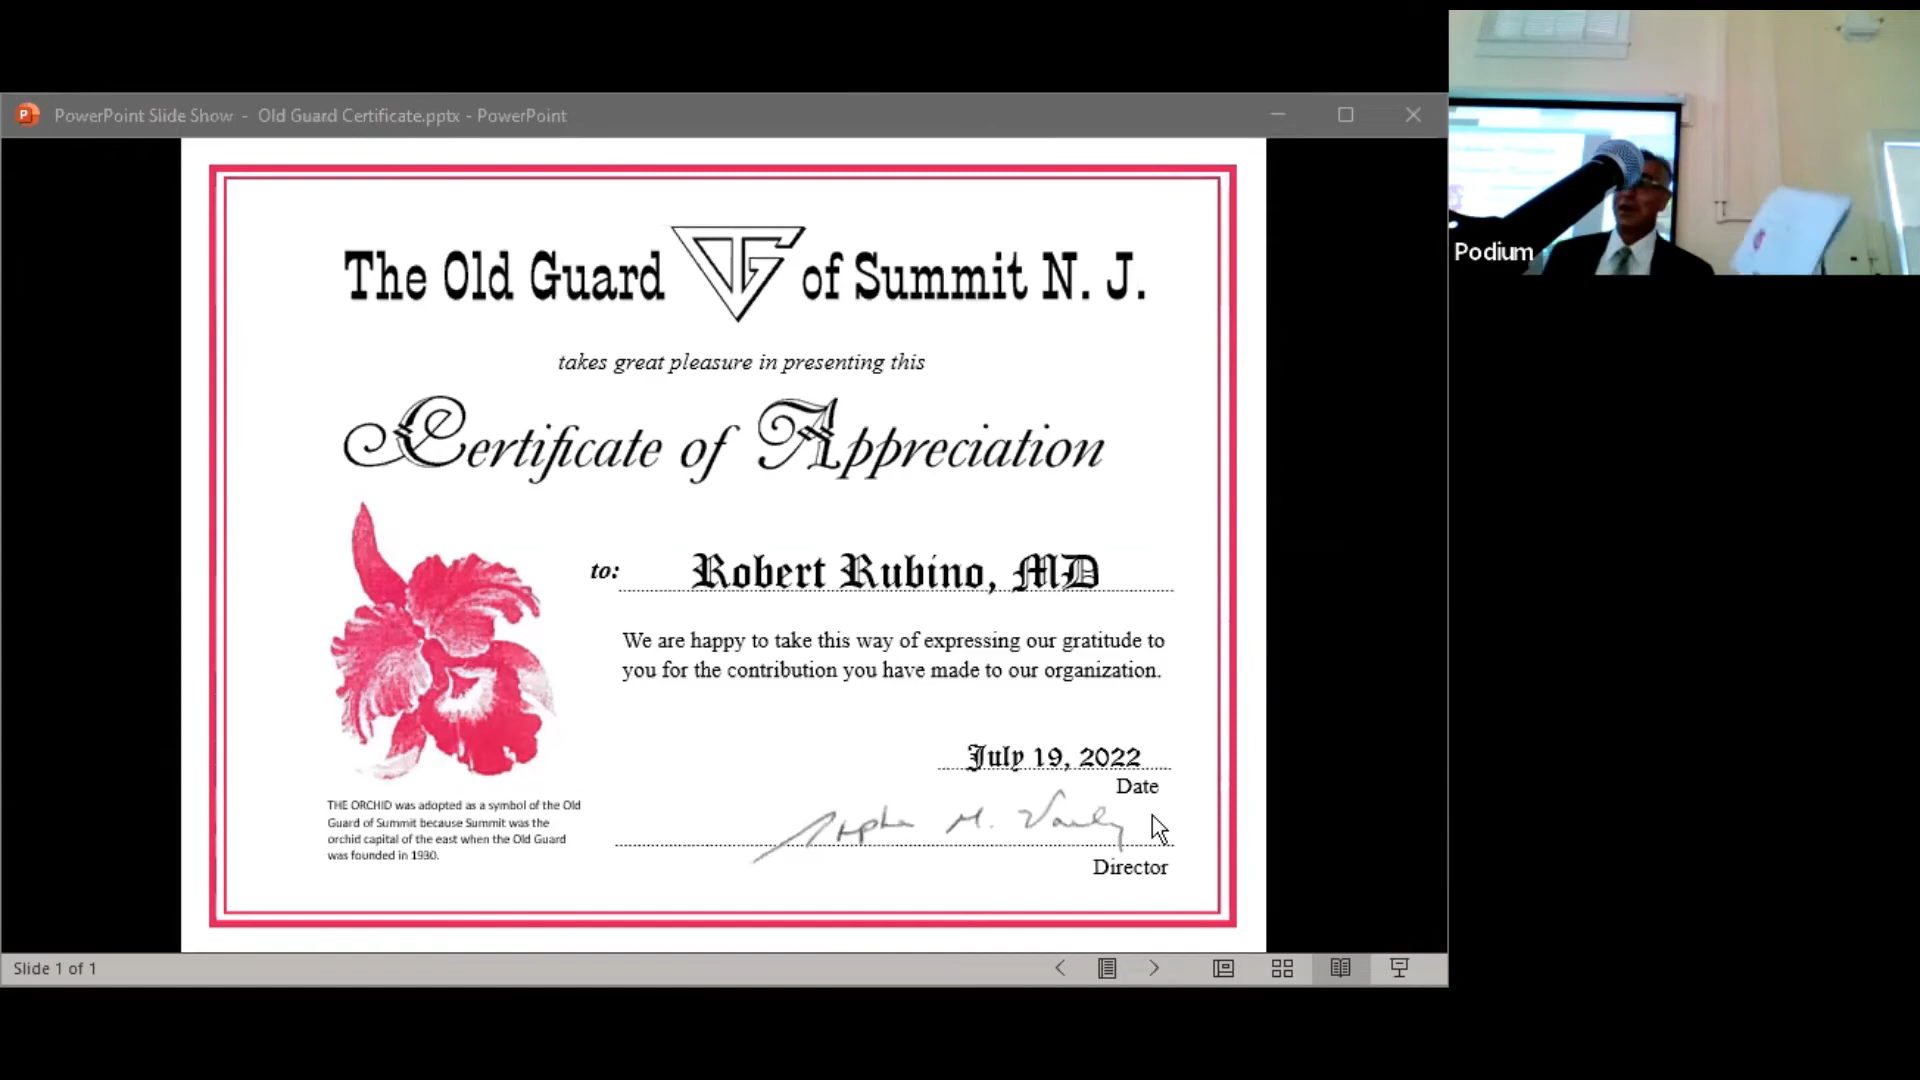 PowerPoint Slide Show - Old Guard Certificate.pptx - PowerPoint
The Old Guard of Summit N. J.
takes great pleasure in presenting this
Certificate of Appreciation
to: Robert Rubino, MD
We are happy to take this way of expressing our gratitude to
you for the contribution you have made to our organization.
July 19, 2022
Date
Director
THE ORCHID was adopted as a symbol of the Old
Guard of Summit because Summit was the
orchid capital of the east when the Old Guard
was founded in 1930.
Slide 1 of 1
Podium